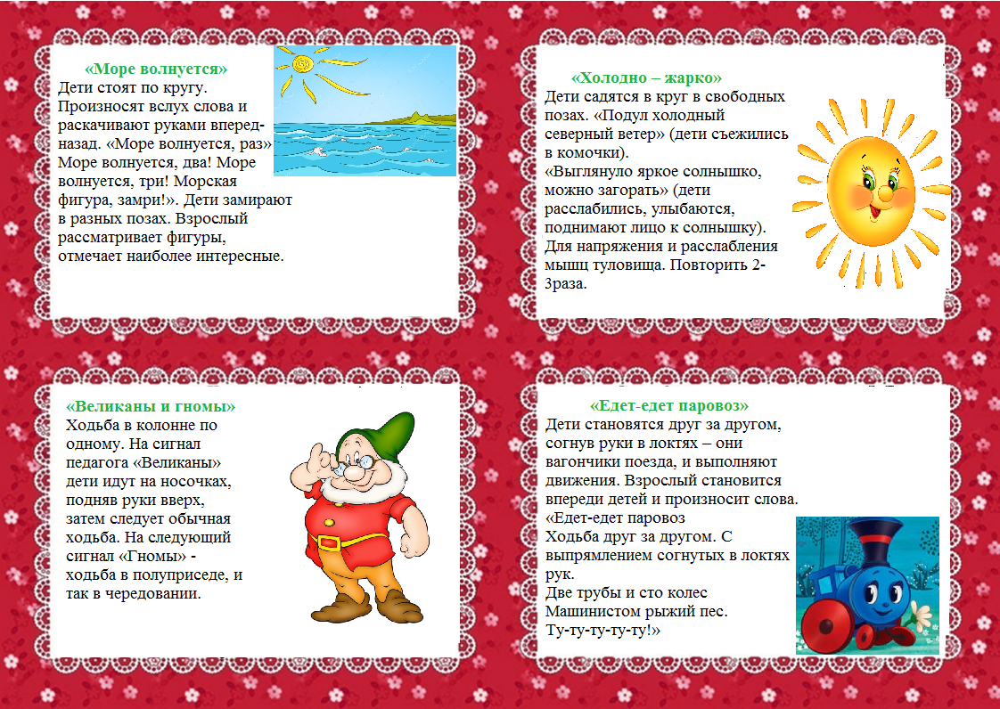 «Море волнуется»
Дети стоят по кругу.
Произносят вслух слова и
раскачивают руками вперед-
назад. «Море волнуется, раз»
Море волнуется, два! Море
волнуется, три! Морская
фигура, замри!». Дети замирают
в разных позах. Взрослый
рассматривает фигуры,
отмечает наиболее интересные.
«Холодно – жарко»
Дети садятся в круг в свободных
позах. «Подул холодный
северный ветер» (дети съежились
в комочки).
«Выглянуло яркое солнышко,
можно загорать» (дети
расслабились, улыбаются,
поднимают лицо к солнышку).
Для напряжения и расслабления
мышц туловища. Повторить 2-
3раза.
«Великаны и гномы»
Ходьба в колонне по
одному. На сигнал
педагога «Великаны»
дети идут на носочках,
подняв руки вверх,
затем следует обычная
ходьба. На следующий
сигнал «Гномы» -
ходьба в полуприседе, и
так в чередовании.
«Едет-едет паровоз»
Дети становятся друг за другом,
согнув руки в локтях – они
вагончики поезда, и выполняют
движения. Взрослый становится
впереди детей и произносит слова.
«Едет-едет паровоз
Ходьба друг за другом. С
выпрямлением согнутых в локтях
рук.
Две трубы и сто колес
Машинистом рыжий пес.
Ту-ту-ту-ту-ту!»